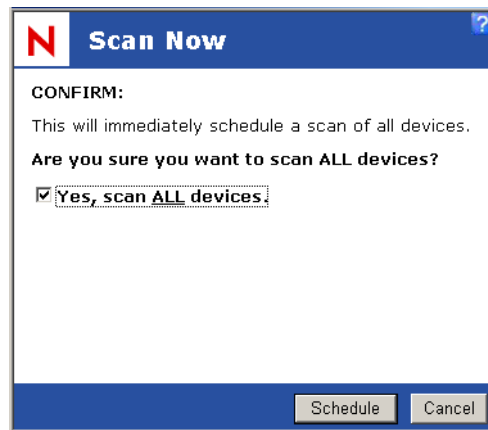 N Scan Now
?
CONFIRM:
This will immediately schedule a scan of all devices.
Are you sure you want to scan ALL devices?
Yes, scan ALL devices.
Schedule Cancel